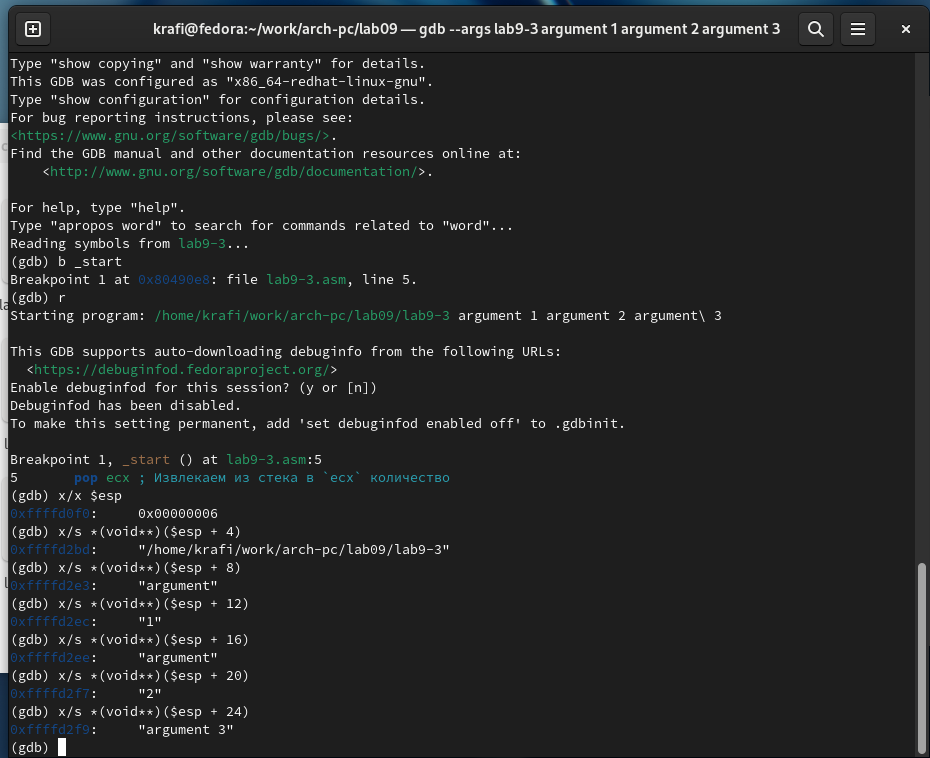 krafi@fedora:~/work/arch-pc/lab09 — gdb --args lab9-3 argument 1 argument 2 argument 3
Type "show copying" and "show warranty" for details.
This GDB was configured as "x86_64-redhat-linux-gnu".
Type "show configuration" for configuration details.
For bug reporting instructions, please see:
<https://www.gnu.org/software/gdb/bugs/>.
Find the GDB manual and other documentation resources online at:
    <http://www.gnu.org/software/gdb/documentation/>.

For help, type "help".
Type "apropos word" to search for commands related to "word"...
Reading symbols from lab9-3...
(gdb) b _start
Breakpoint 1 at 0x80490e8: file lab9-3.asm, line 5.
(gdb) r
Starting program: /home/krafi/work/arch-pc/lab09/lab9-3 argument 1 argument 2 argument\ 3

This GDB supports auto-downloading debuginfo from the following URLs:
  <https://debuginfod.fedoraproject.org/>
Enable debuginfod for this session? (y or [n])
Debuginfod has been disabled.
To make this setting permanent, add 'set debuginfod enabled off' to .gdbinit.

Breakpoint 1, _start () at lab9-3.asm:5
5       pop ecx ; Извлекаем из стека в `ecx` количество
(gdb) x/x $esp
0xffffd0f0:     0x00000006
(gdb) x/s *(void**)($esp + 4)
0xffffd2bd:     "/home/krafi/work/arch-pc/lab09/lab9-3"
(gdb) x/s *(void**)($esp + 8)
0xffffd2e3:     "argument"
(gdb) x/s *(void**)($esp + 12)
0xffffd2ec:     "1"
(gdb) x/s *(void**)($esp + 16)
0xffffd2ee:     "argument"
(gdb) x/s *(void**)($esp + 20)
0xffffd2f7:     "2"
(gdb) x/s *(void**)($esp + 24)
0xffffd2f9:     "argument 3"
(gdb)